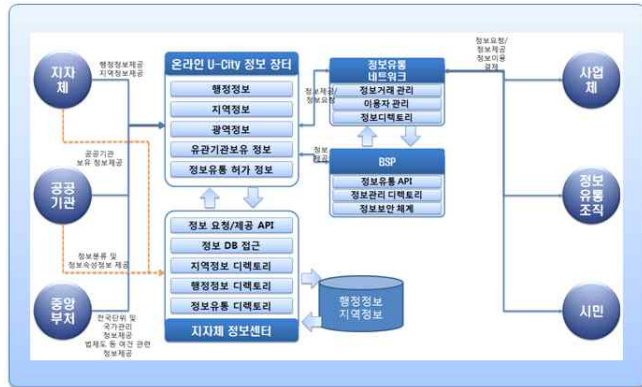 지자
체
공공
기관
중앙
부처
행정정보제공
지역정보제공
공공기관
보유 정보제공
정보분류 및
정보속성정보 제공
전국단위 및
국가관리
정보제공
법제도 등 여건 관련
정보제공
온라인 U-City 정보 장터
행정정보
지역정보
광역정보
유관기관보유 정보
정보유통 허가 정보
정보 요청/제공 API
정보 DB 접근
지역정보 디렉토리
행정정보 디렉토리
정보유통 디렉토리
지자체 정보센터
정보제공/
정보요청
정보
제공
정보유통
네트워크
정보거래 관리
이용자 관리
정보디렉토리
BSP
정보유통 API
정보관리 디렉토리
정보보안 체계
행정정보
지역정보
정보요청/
정보제공
정보이용
결제
사업
체
정보
유통
조직
시민